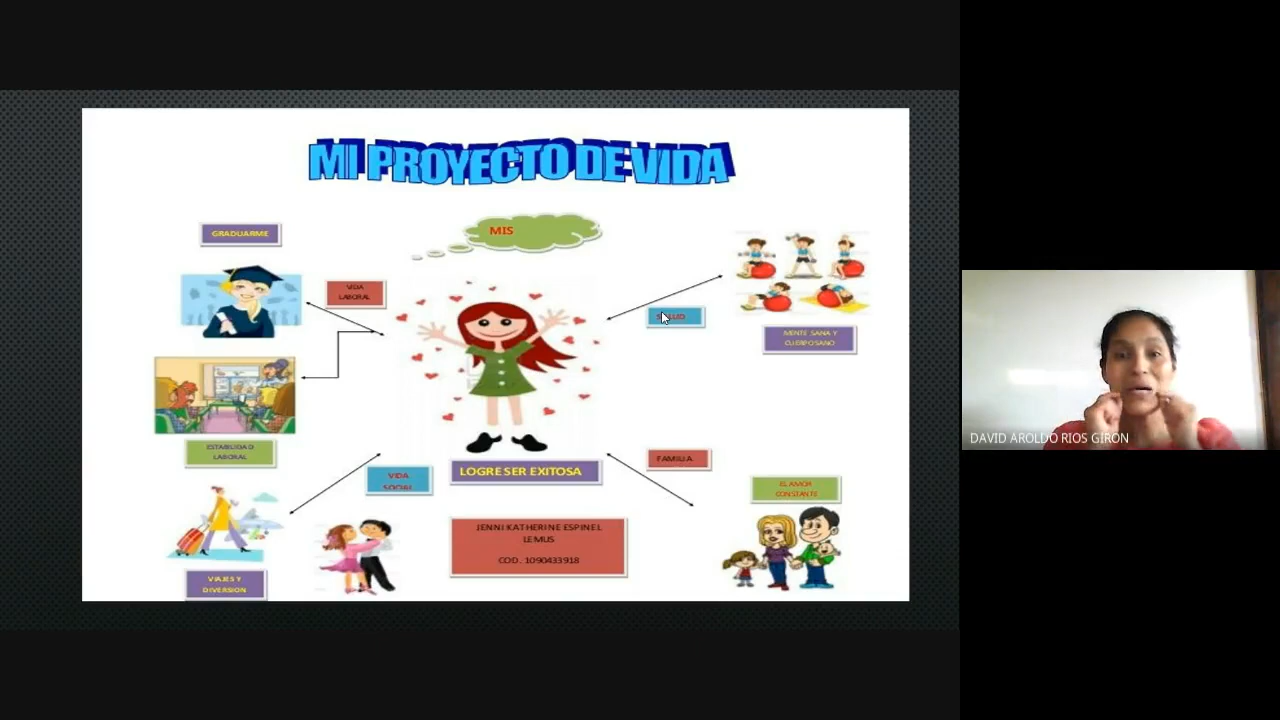 MI PROYECTO DE VIDA
GRADUARME
MIS
VIDA
LABORAL
MENTE SANA Y
CUERPO SANO
ESTABILIDAD
LABORAL
VIDA
SOCIAL
LOGRE SER EXITOSA
FAMILIA
EL AMOR
CONSTANTE
JENNI KATHERINE ESPINEL
LEMUS
COD. 1090433918
VIAJES Y
DIVERSION
DAVID AROLDO RIOS GIRON